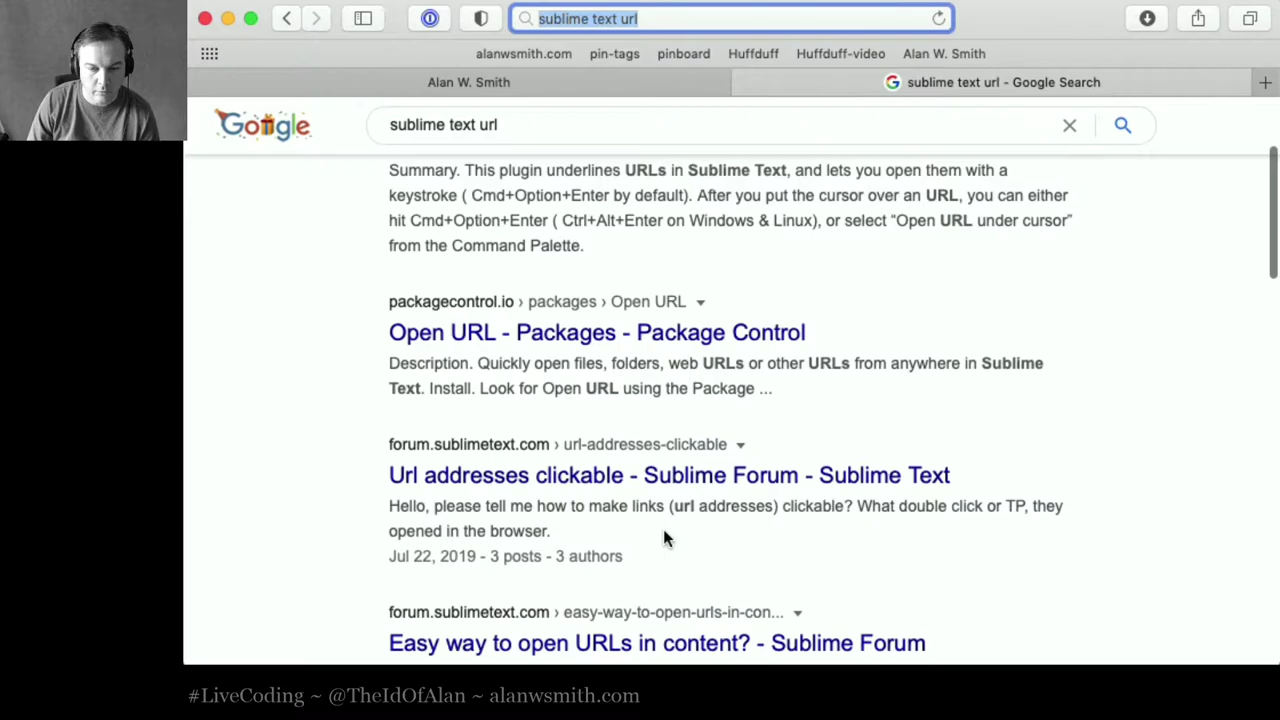 sublime text url
alanwsmith.com pin-tags pinboard Huffduff Huffduff-video Alan W. Smith
Alan W. Smith
sublime text url - Google Search
Google
sublime text url
Summary. This plugin underlines URLs in Sublime Text, and lets you open them with a
keystroke ( Cmd+Option+Enter by default). After you put the cursor over an URL, you can either
hit Cmd+Option+Enter ( Ctrl+Alt+Enter on Windows & Linux), or select “Open URL under cursor”
from the Command Palette.
packagecontrol.io › packages › Open URL
Open URL - Packages - Package Control
Description. Quickly open files, folders, web URLs or other URLs from anywhere in Sublime
Text. Install. Look for Open URL using the Package ...
forum.sublimetext.com › url-addresses-clickable
Url addresses clickable - Sublime Forum - Sublime Text
Hello, please tell me how to make links (url addresses) clickable? What double click or TP, they
opened in the browser.
Jul 22, 2019 - 3 posts - 3 authors
forum.sublimetext.com › easy-way-to-open-urls-in-con...
Easy way to open URLs in content? - Sublime Forum
#LiveCoding ~ @TheIdOfAlan ~ alanwsmith.com